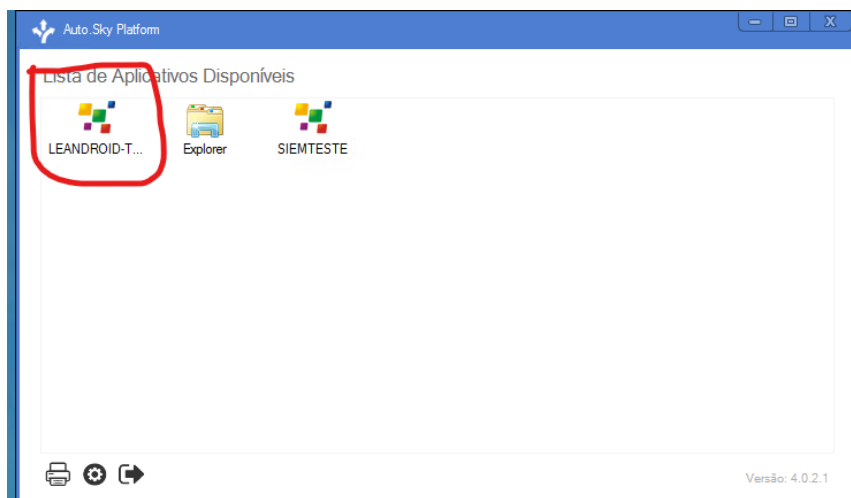 Auto.Sky Platform
Lista de Aplicativos Disponíveis
LEANDROID-T... Explorer SIEMTESTE
Versão: 4.0.2.1